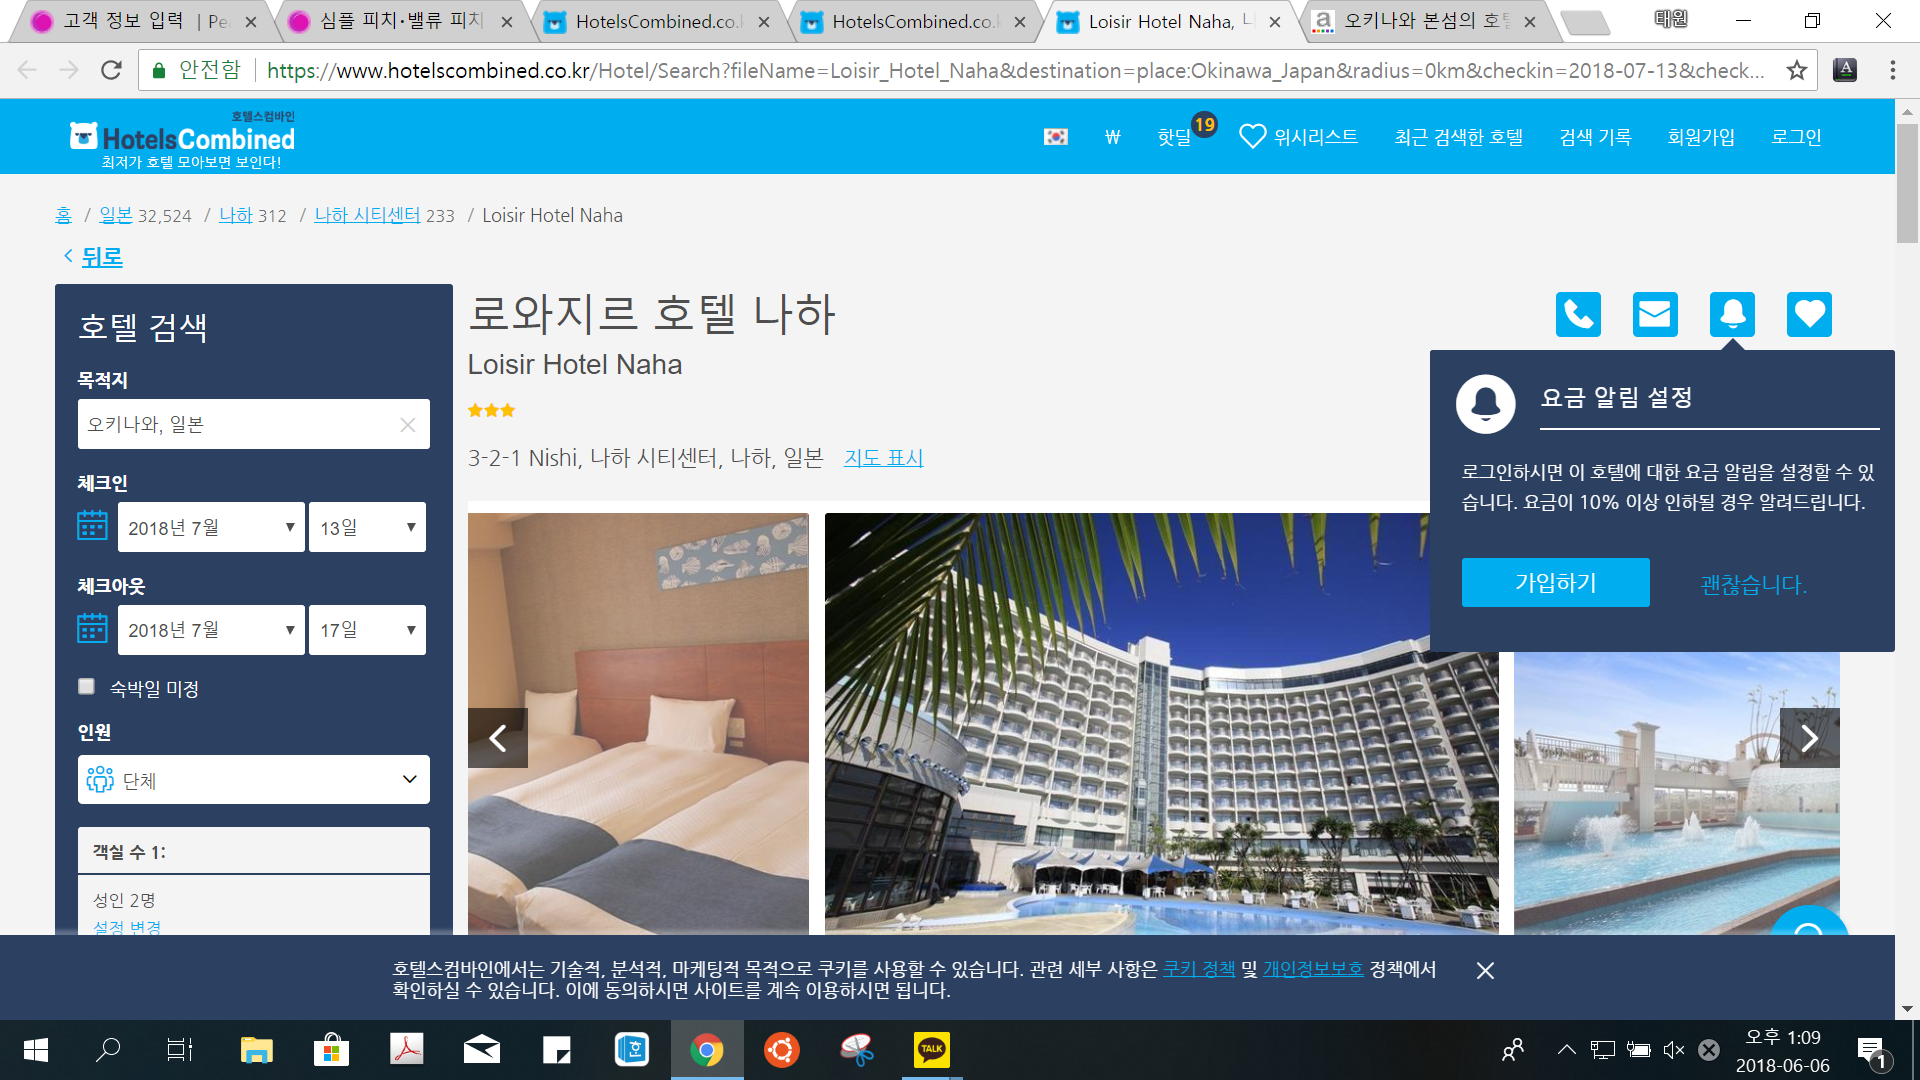 고객 정보 입력 | Pe
심플 피치·밸류 피치
HotelsCombined.co.k
HotelsCombined.co.k
Loisir Hotel Naha, 나
오키나와 본섬의 호텔
태원
안전함
https://www.hotelscombined.co.kr/Hotel/Search?fileName=Loisir_Hotel_Naha&destination=place:Okinawa_Japan&radius=0km&checkin=2018-07-13&check...
호텔스컴바인
HotelsCombined
최저가 호텔 모아보면 보인다!
₩
핫딜 19
위시리스트
최근 검색한 호텔
검색 기록
회원가입
로그인
홈 / 일본 32,524 / 나하 312 / 나하 시티센터 233 / Loisir Hotel Naha
뒤로
호텔 검색
목적지
오키나와, 일본
체크인
2018년 7월
13일
체크아웃
2018년 7월
17일
숙박일 미정
인원
단체
객실 수 1:
성인 2명
설정 변경
로와지르 호텔 나하
Loisir Hotel Naha
3-2-1 Nishi, 나하 시티센터, 나하, 일본 지도 표시
요금 알림 설정
로그인하시면 이 호텔에 대한 요금 알림을 설정할 수 있
습니다. 요금이 10% 이상 인하될 경우 알려드립니다.
가입하기
괜찮습니다.
호텔스컴바인에서는 기술적, 분석적, 마케팅적 목적으로 쿠키를 사용할 수 있습니다. 관련 세부 사항은 쿠키 정책 및 개인정보보호 정책에서
확인하실 수 있습니다. 이에 동의하시면 사이트를 계속 이용하시면 됩니다.
한
TALK
오후 1:09
2018-06-06
1